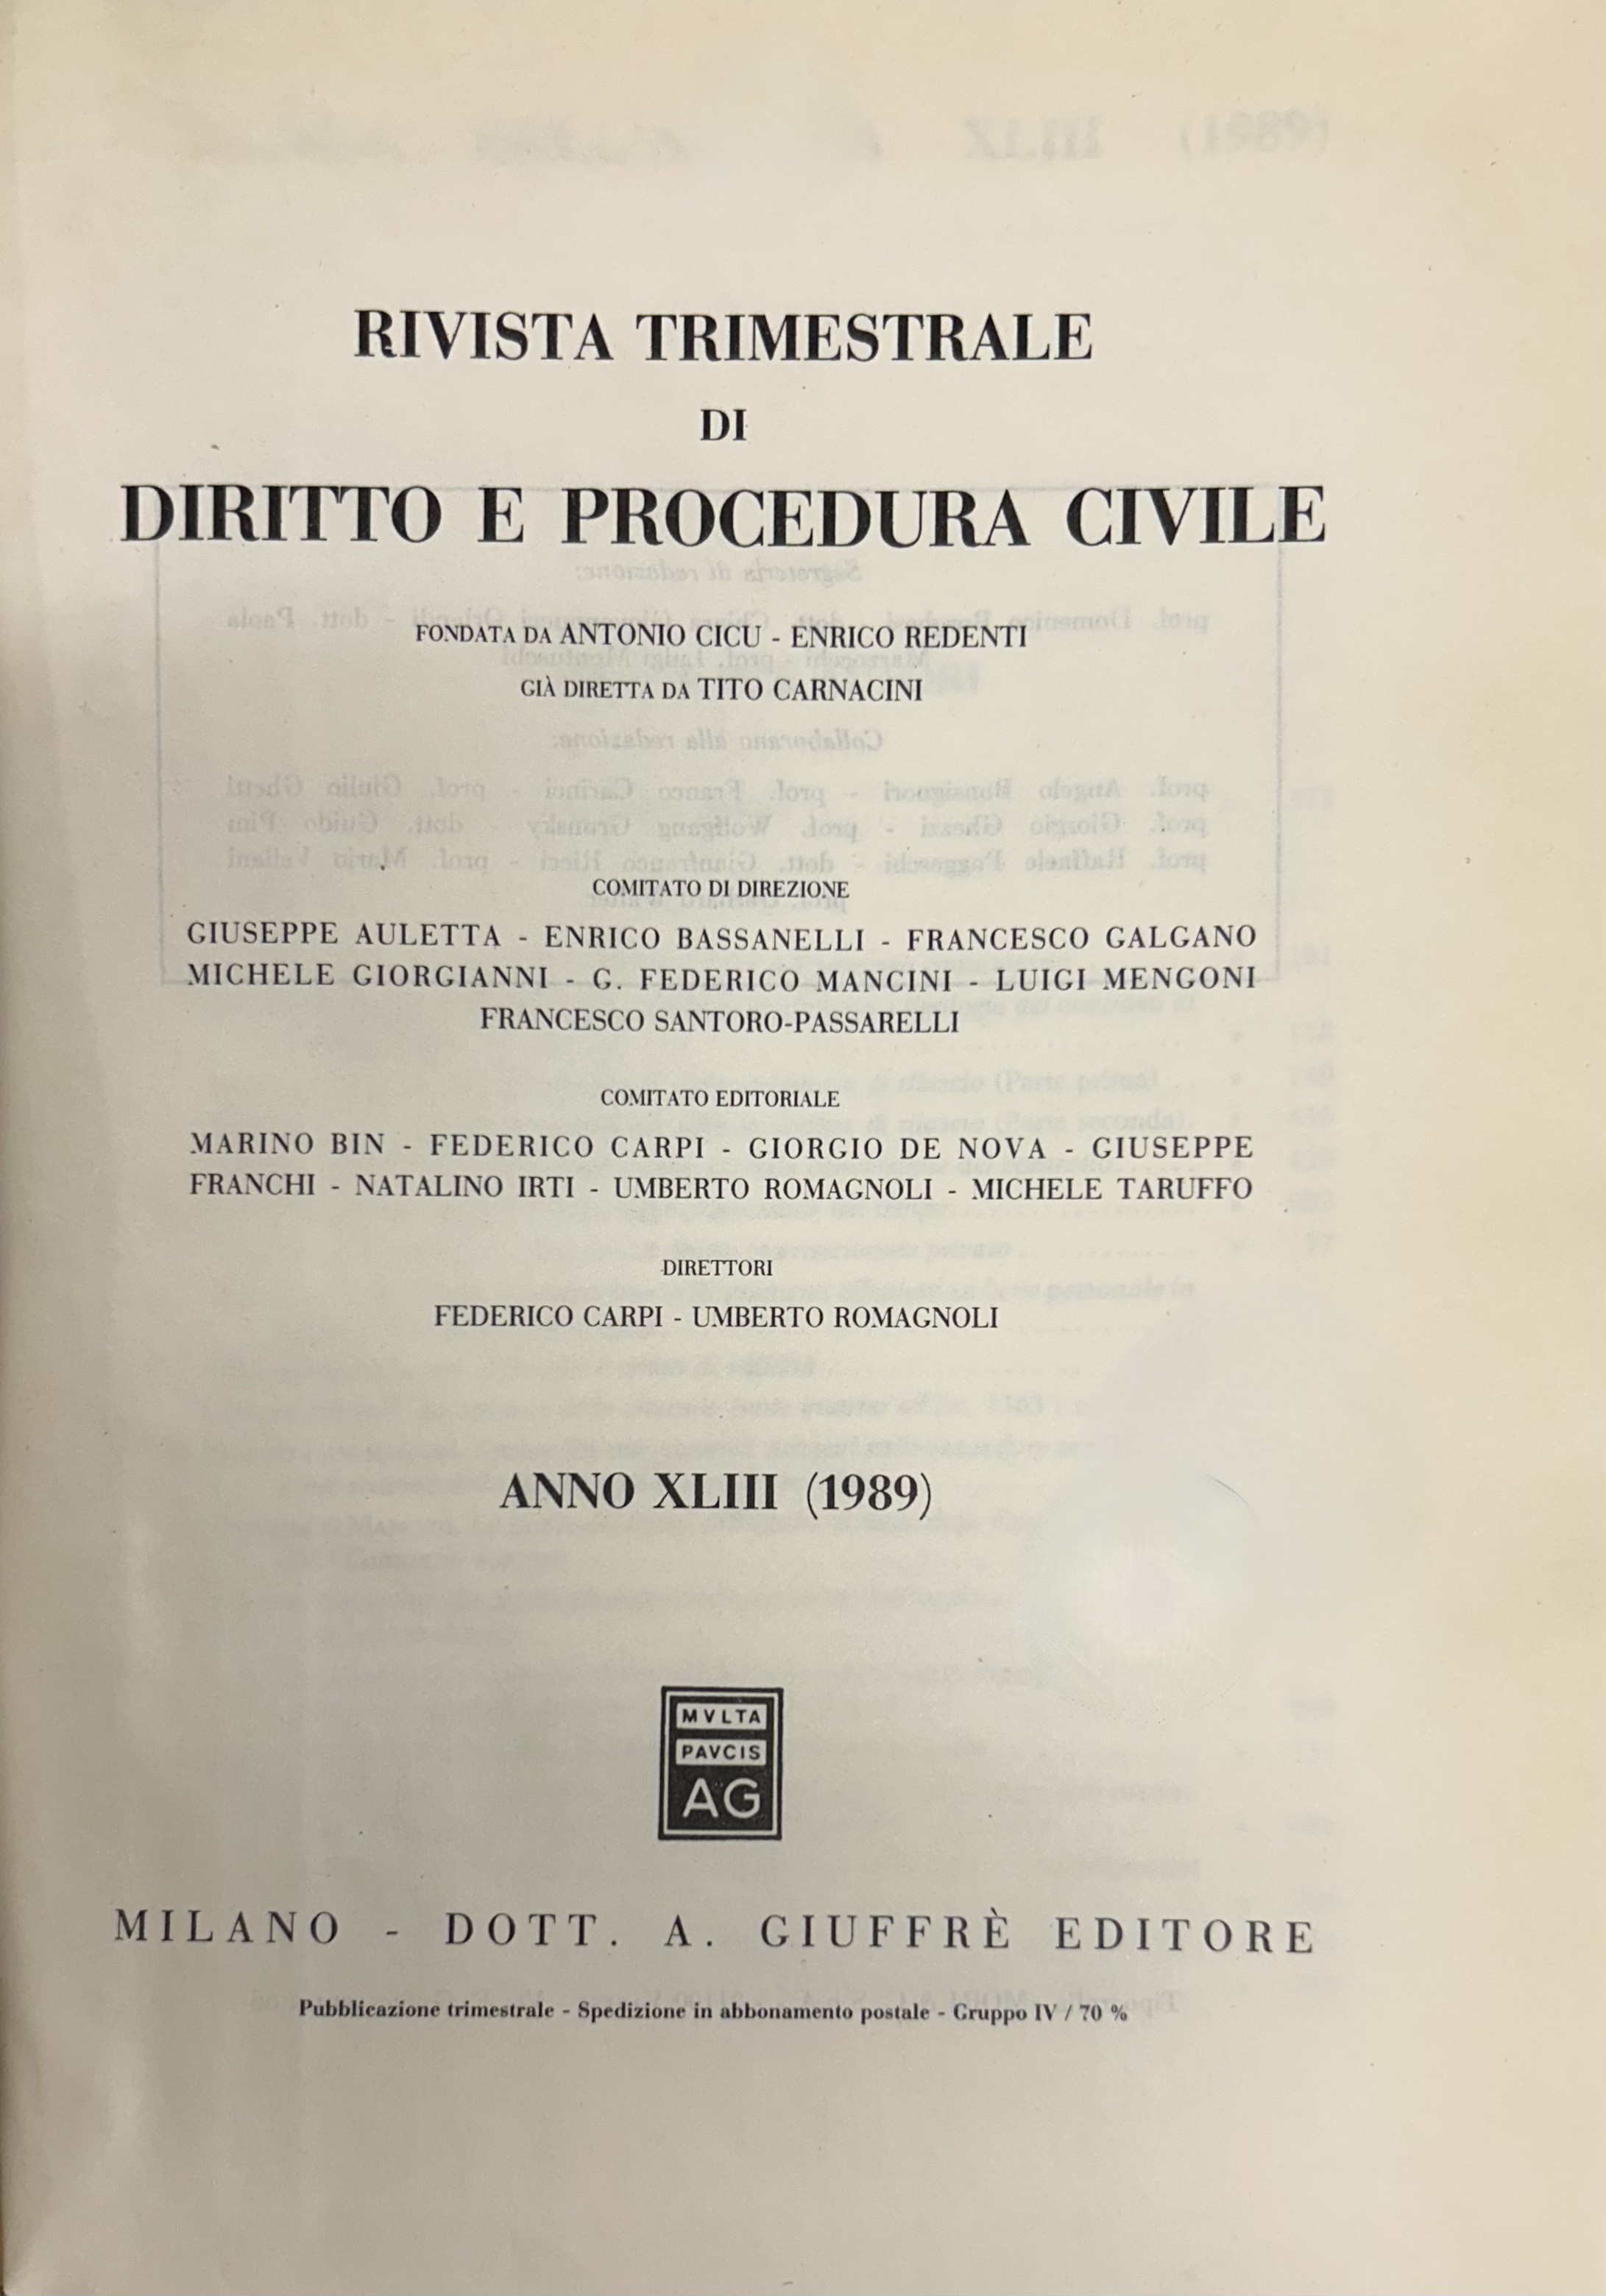 RIVISTA TRIMESTRALE
DI
DIRITTO E PROCEDURA CIVILE
FONDATA DA ANTONIO CICU - ENRICO REDENTI
GIÀ DIRETTA DA TITO CARNACINI
COMITATO DI DIREZIONE
GIUSEPPE AULETTA - ENRICO BASSANELLI - FRANCESCO GALGANO
MICHELE GIORGIANNI - G. FEDERICO MANCINI - LUIGI MENGONI
FRANCESCO SANTORO-PASSARELLI
COMITATO EDITORIALE
MARINO BIN - FEDERICO CARPI - GIORGIO DE NOVA - GIUSEPPE
FRANCHI - NATALINO IRTI - UMBERTO ROMAGNOLI - MICHELE TARUFFO
DIRETTORI
FEDERICO CARPI - UMBERTO ROMAGNOLI
ANNO XLIII (1989)
MVLTA
PAVCIS
AG
MILANO - DOTT. A. GIUFFRÈ EDITORE
Pubblicazione trimestrale - Spedizione in abbonamento postale - Gruppo IV / 70 %